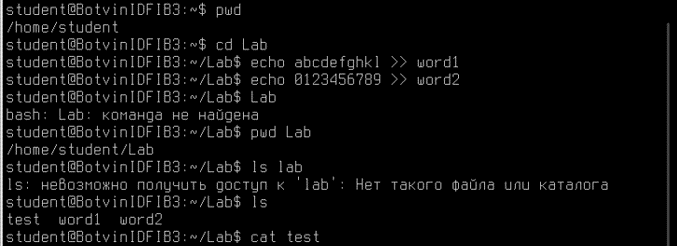 student@BotvinIDFIB3:~$ pwd
/home/student
student@BotvinIDFIB3:~$ cd Lab
student@BotvinIDFIB3:~/Lab$ echo abcdefghkl >> word1
student@BotvinIDFIB3:~/Lab$ echo 0123456789 >> word2
student@BotvinIDFIB3:~/Lab$ Lab
bash: Lab: команда не найдена
student@BotvinIDFIB3:~/Lab$ pwd Lab
/home/student/Lab
student@BotvinIDFIB3:~/Lab$ ls lab
ls: невозможно получить доступ к 'lab': Нет такого файла или каталога
student@BotvinIDFIB3:~/Lab$ ls
test  word1  word2
student@BotvinIDFIB3:~/Lab$ cat test